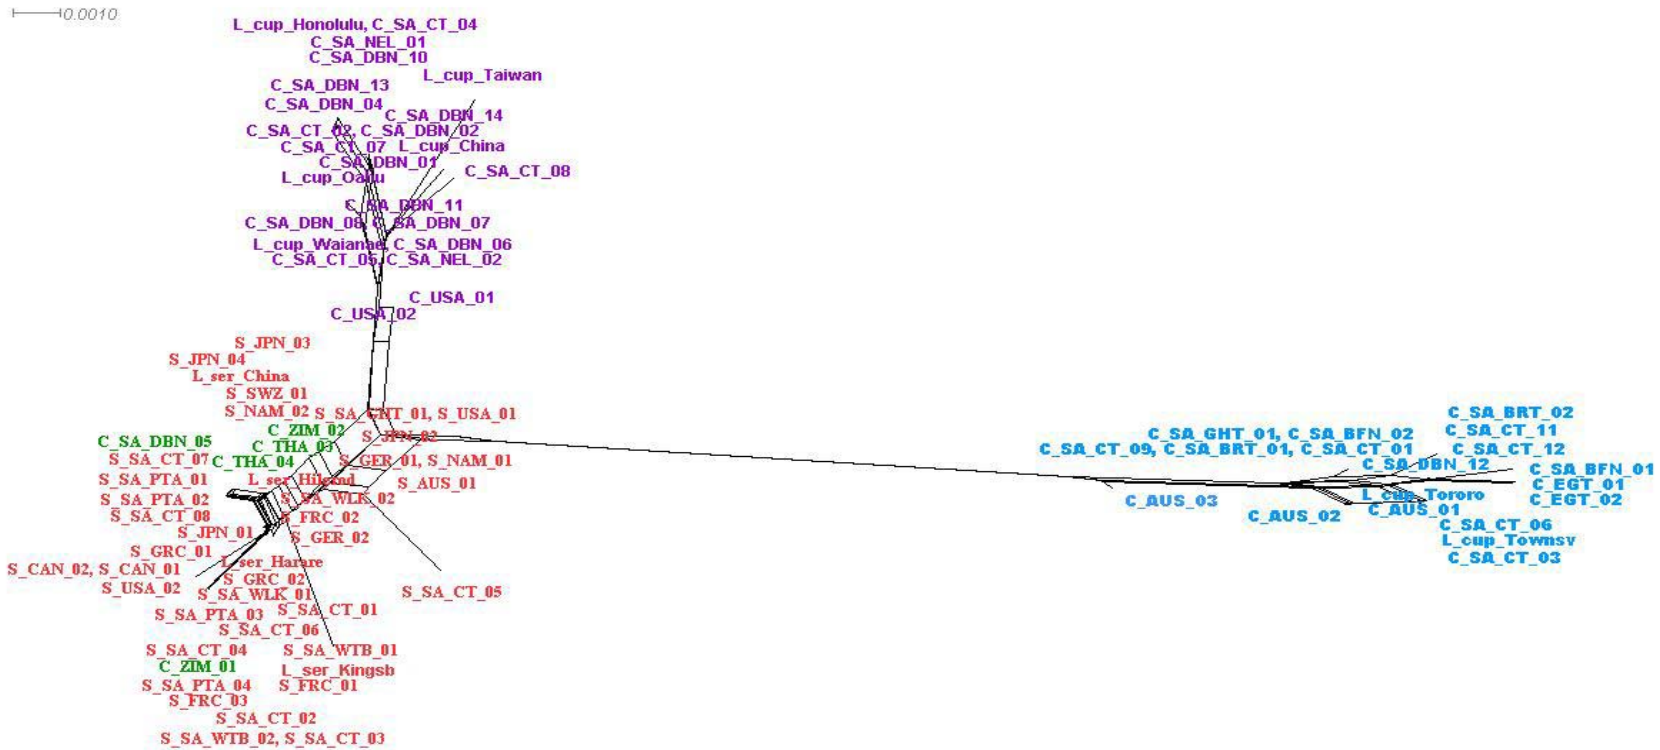 0.0010
L_cup_Honolulu, C_SA_CT_04
C_SA_NEL_01
C_SA_DBN_10
L_cup_Taiwan
C_SA_DBN_13
C_SA_DBN_04
C_SA_DBN_14
C_SA_CT_02, C_SA_DBN_02
C_SA_CT_07
L_cup_China
C_SA_DBN_01
C_SA_CT_08
L_cup_Oahu
C_SA_DBN_11
C_SA_DBN_08, C_SA_DBN_07
L_cup_Waianae, C_SA_DBN_06
C_SA_CT_05, C_SA_NEL_02
C_USA_01
C_USA_02
S_JPN_03
S_JPN_04
L_ser_China
S_SWZ_01
S_NAM_02
S_SA_GHT_01, S_USA_01
C_ZIM_02
S_JPN_02
C_SA_DBN_05
C_THA_03
S_SA_CT_07
C_THA_04
S_GER_01, S_NAM_01
S_SA_PTA_01
L_ser_Hilgind
S_AUS_01
S_SA_PTA_02
S_SA_WLK_02
S_SA_CT_08
S_FRC_02
S_JPN_01
S_GER_02
S_GRC_01
L_ser_Harare
S_CAN_02, S_CAN_01
S_GRC_02
S_USA_02
S_SA_WLK_01
S_SA_CT_05
S_SA_PTA_03
S_SA_CT_01
S_SA_CT_06
S_SA_CT_04
S_SA_WTB_01
C_ZIM_01
L_ser_Kingsb
S_SA_PTA_04
S_FRC_01
S_FRC_03
S_SA_CT_02
S_SA_WTB_02, S_SA_CT_03
C_SA_BRT_02
C_SA_GHT_01, C_SA_BFN_02
C_SA_CT_11
C_SA_CT_09, C_SA_BRT_01, C_SA_CT_01
C_SA_CT_12
C_SA_DBN_12
C_SA_BFN_01
C_EGT_01
L_cup_Tororo
C_AUS_03
C_EGT_02
C_AUS_01
C_AUS_02
C_SA_CT_06
L_cup_Townsv
C_SA_CT_03